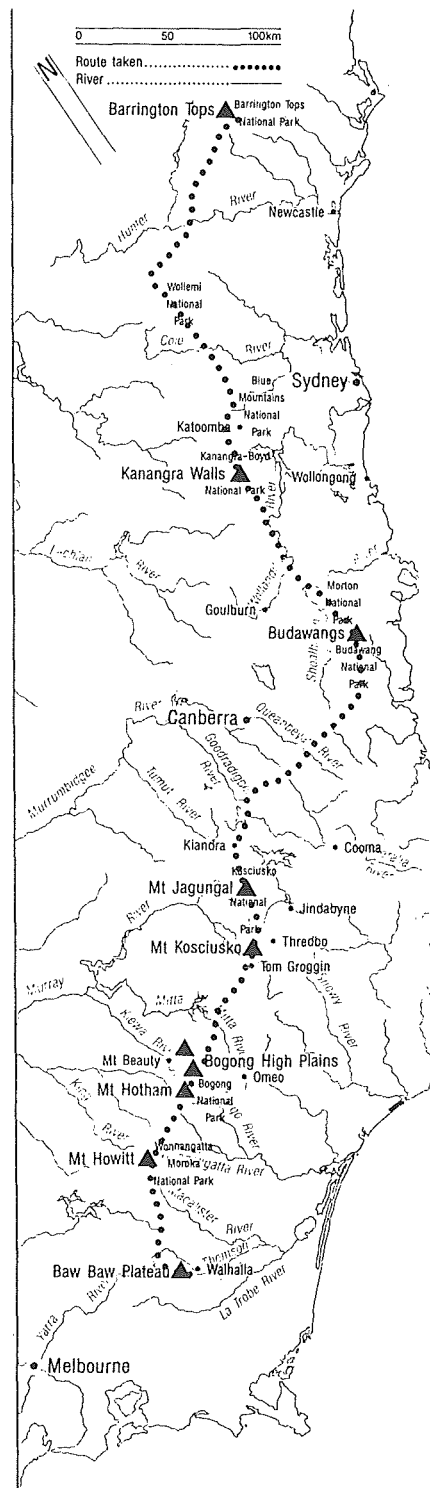 0 50 100km
Route taken
River
N
Barrington Tops
Barrington Tops
National Park
Newcastle
Hunter River
Wollemi
National
Park
Colo River
Blue
Mountains
National
Park
Sydney
Katoomba
Kanangra-Boyd
Kanangra Walls
National Park
Wollongong
River
Lachlan
River
River
Wollondilly
Morton
National
Park
Goulburn
Budawangs
Budawang
National
Park
Shoalhaven
River
Canberra
Queanbeyan
River
Goodradigbee
River
Tumut River
Murrumbidgee
Kiandra
Cooma
River
Kosciusko
Mt Jagungal
National
Park
Jindabyne
River
Mt Kosciusko
Thredbo
Tom Groggin
Murray
Snowy
River
Mitta
Mitta River
Kiewa River
Mt Beauty
Bogong High Plains
Omeo
Mt Hotham
Bogong
National
Park
King
River
River
Wonnangatta
Mt Howitt
Moroka
River
National Park
Macalister
River
Thomson
Baw Baw Plateau
Walhalla
La Trobe River
Yarra River
Melbourne